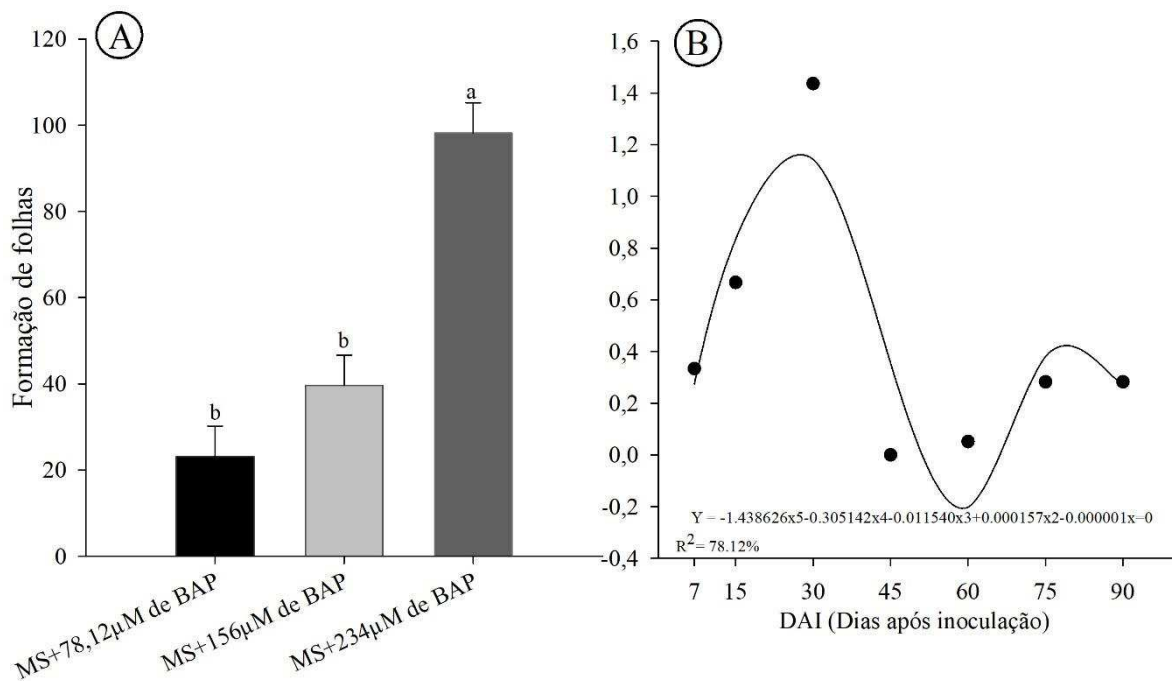 A
Formação de folhas
120
100
80
60
40
20
0
b
b
a
MS+78,12µM de BAP
MS+156µM de BAP
MS+234µM de BAP
B
1,6
1,4
1,2
1,0
0,8
0,6
0,4
0,2
0,0
-0,2
-0,4
Y = -1.438626x5-0.305142x4-0.011540x3+0.000157x2-0.000001x=0
R2= 78.12%
7 15 30 45 60 75 90
DAI (Dias após inoculação)